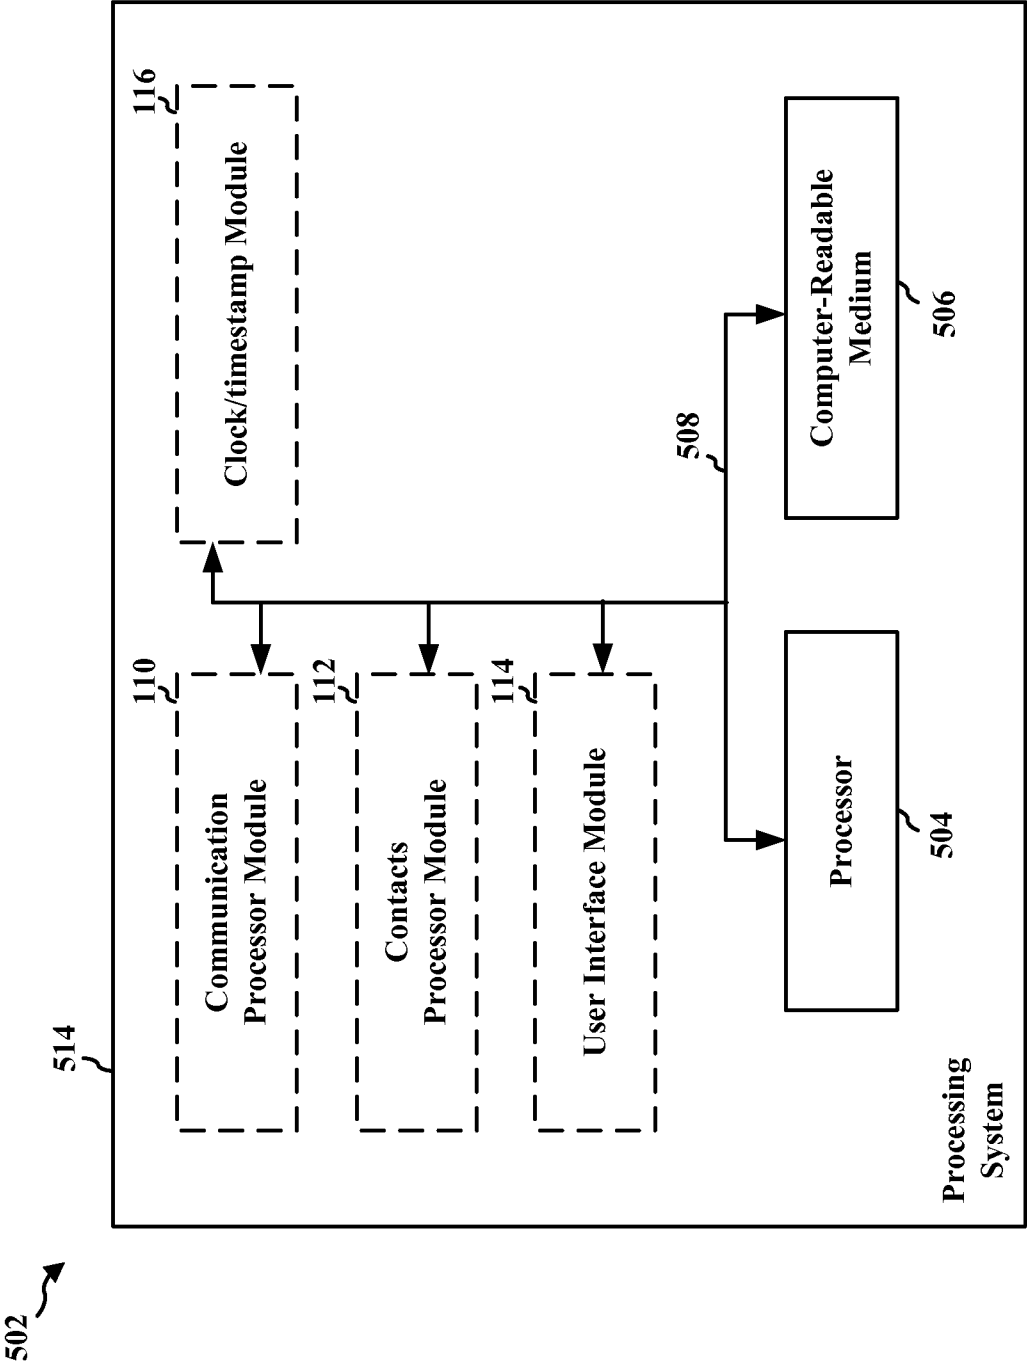 502
514
110
Communication
Processor Module
112
Contacts
Processor Module
114
User Interface Module
116
Clock/timestamp Module
508
Processor
504
Computer-Readable
Medium
506
Processing
System